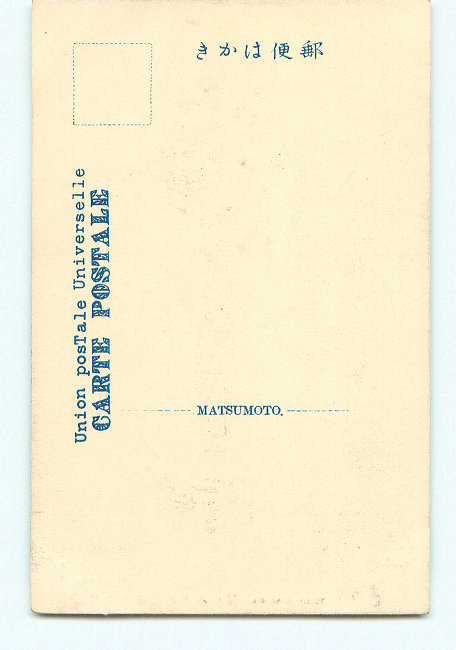 きかは便郵
Union posTale Universelle
CARTE POSTALE
MATSUMOTO.